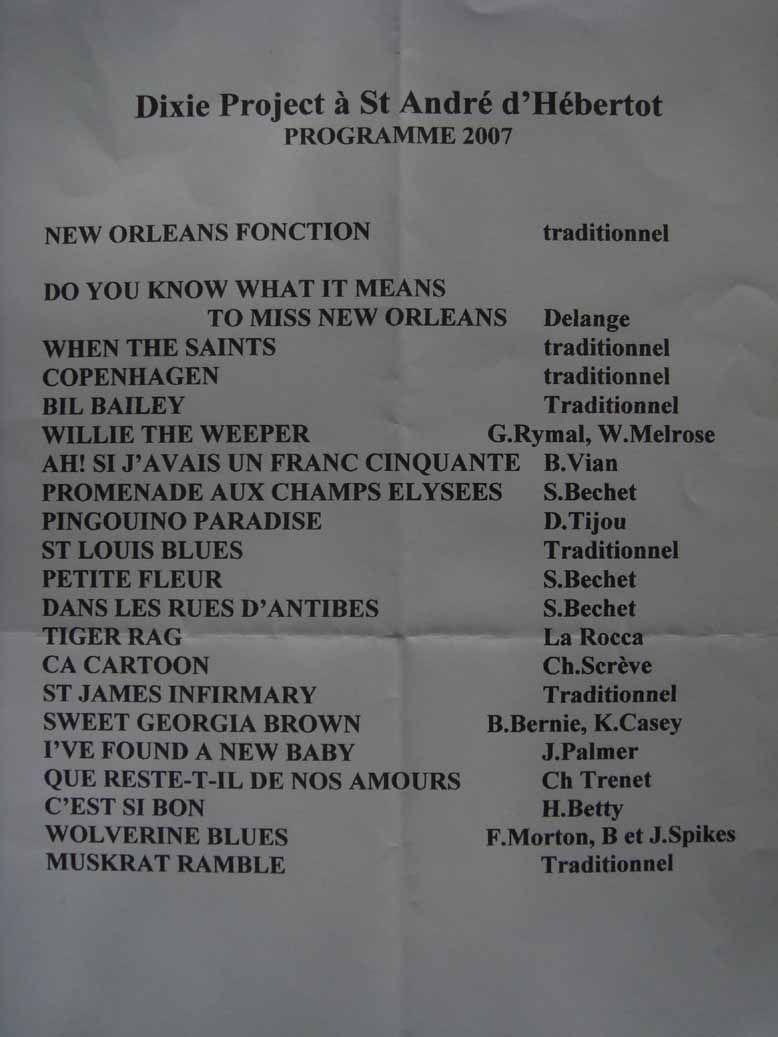 Dixie Project à St André d'Hébertot
PROGRAMME 2007
NEW ORLEANS FONCTION traditionnel
DO YOU KNOW WHAT IT MEANS
TO MISS NEW ORLEANS Delange
WHEN THE SAINTS traditionnel
COPENHAGEN traditionnel
BIL BAILEY Traditionnel
WILLIE THE WEEPER G.Rymal, W.Melrose
AH! SI J'AVAIS UN FRANC CINQUANTE B.Vian
PROMENADE AUX CHAMPS ELYSEES S.Bechet
PINGOUINO PARADISE D.Tijou
ST LOUIS BLUES Traditionnel
PETITE FLEUR S.Bechet
DANS LES RUES D'ANTIBES S.Bechet
TIGER RAG La Rocca
CA CARTOON Ch.Scrève
ST JAMES INFIRMARY Traditionnel
SWEET GEORGIA BROWN B.Bernie, K.Casey
I'VE FOUND A NEW BABY J.Palmer
QUE RESTE-T-IL DE NOS AMOURS Ch Trenet
C'EST SI BON H.Betty
WOLVERINE BLUES F.Morton, B et J.Spikes
MUSKRAT RAMBLE Traditionnel